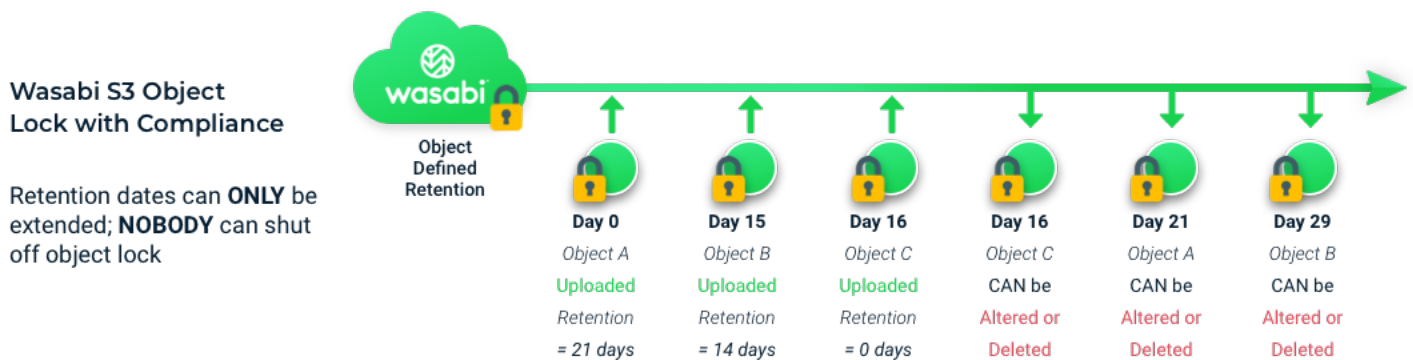 Wasabi S3 Object
Lock with Compliance
Retention dates can ONLY be
extended; NOBODY can shut
off object lock
wasabi
Object
Defined
Retention
Day 0
Object A
Uploaded
Retention
= 21 days
Day 15
Object B
Uploaded
Retention
= 14 days
Day 16
Object C
Uploaded
Retention
= 0 days
Day 16
Object C
CAN be
Altered or
Deleted
Day 21
Object A
CAN be
Altered or
Deleted
Day 29
Object B
CAN be
Altered or
Deleted